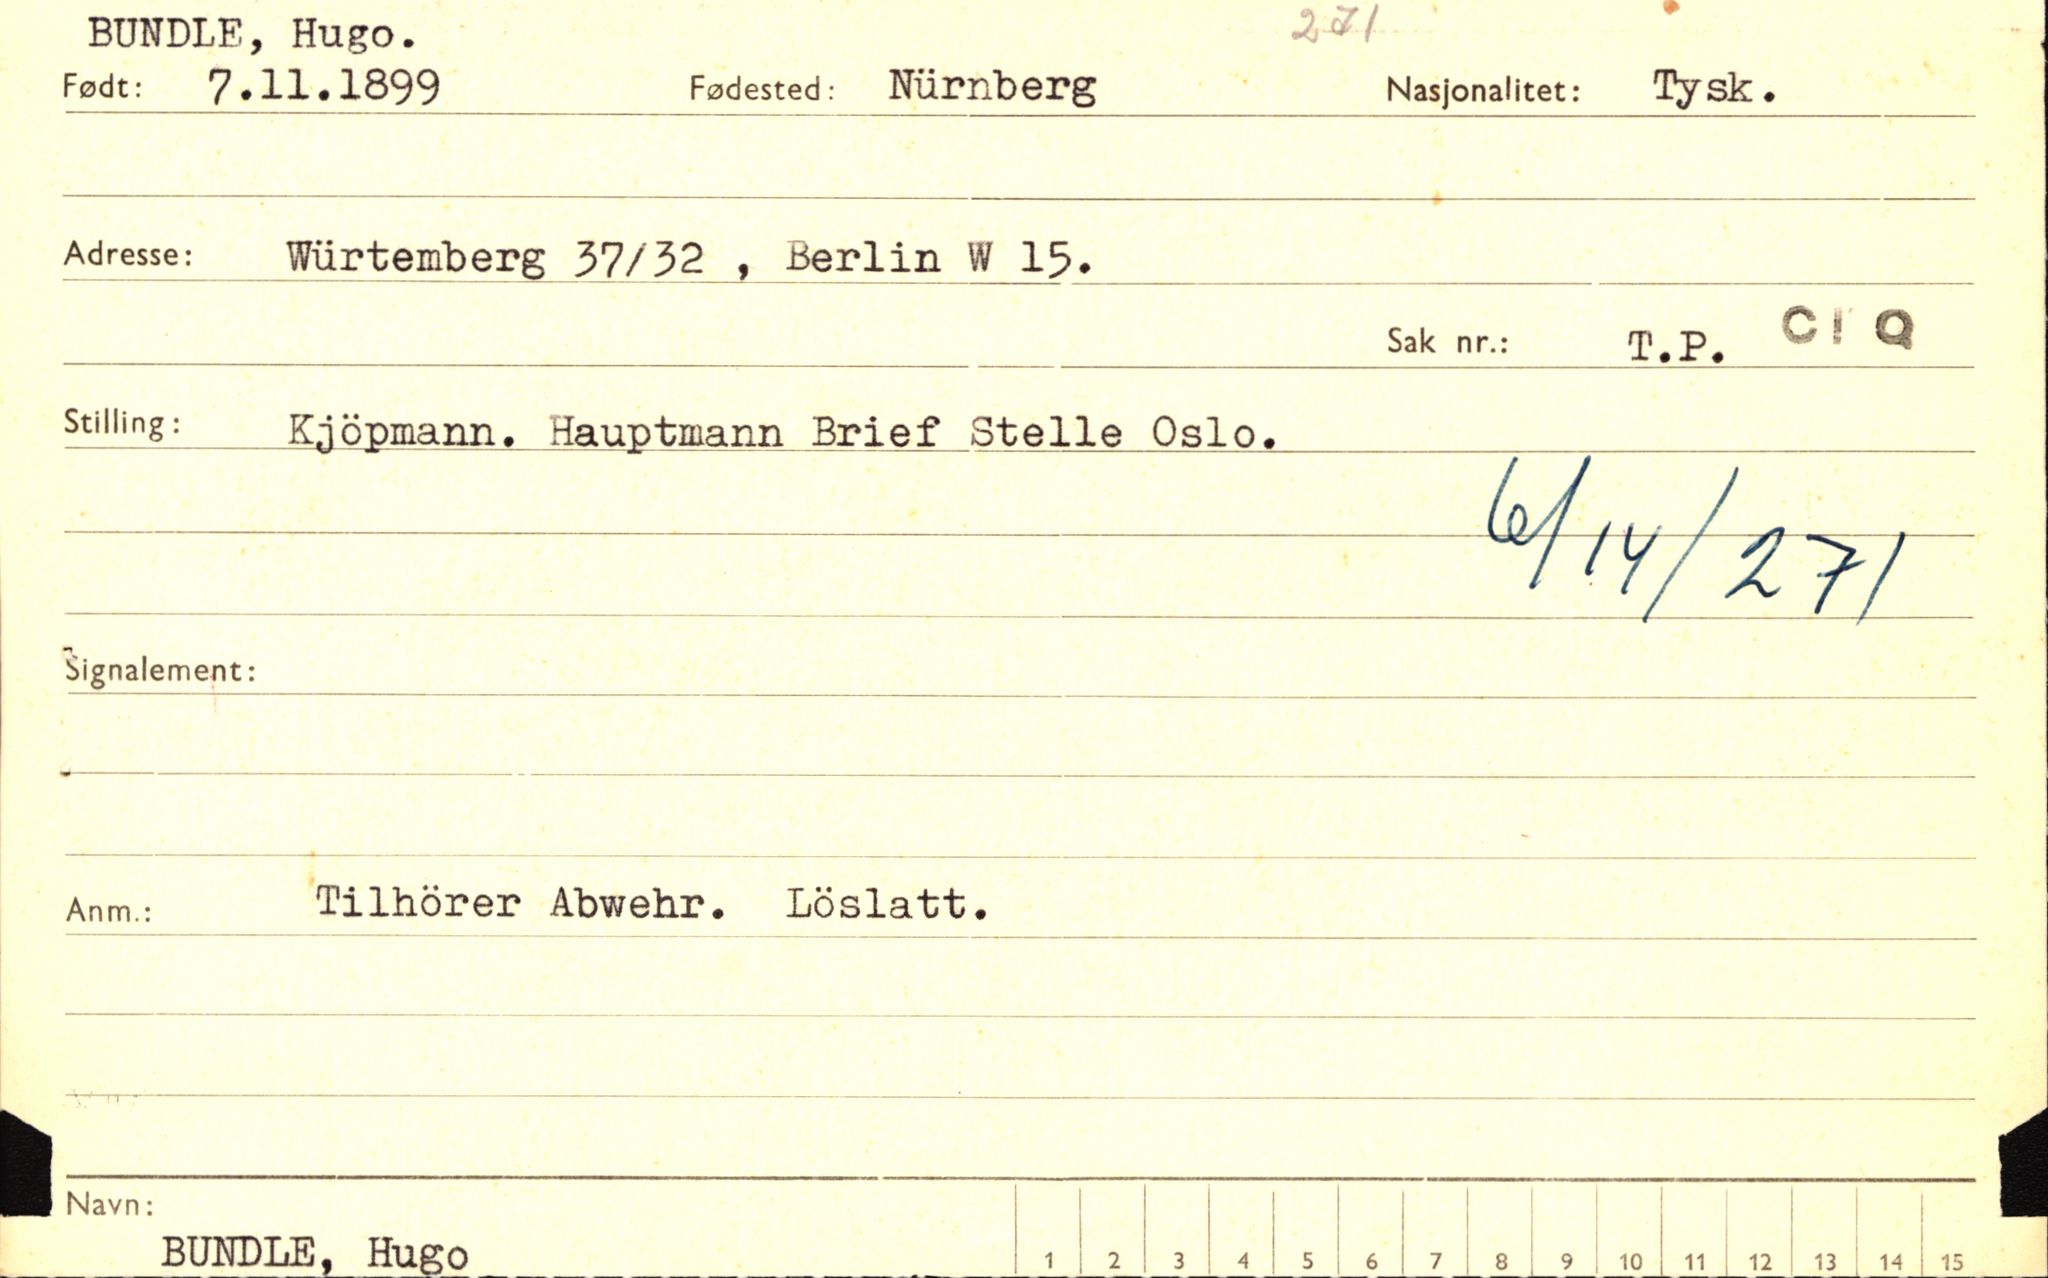 BUNDLE, Hugo. 271
Født: 7.11.1899 Fødested: Nürnberg Nasjonalitet: Tysk.
Adresse: Würtemberg 37/32 , Berlin W 15.
Sak nr.: T.P. CI Q
Stilling: Kjöpmann. Hauptmann Brief Stelle Oslo.
6/14/271
Signalement:
Anm.: Tilhörer Abwehr. Löslatt.
Navn:
BUNDLE, Hugo 1 2 3 4 5 6 7 8 9 10 11 12 13 14 15